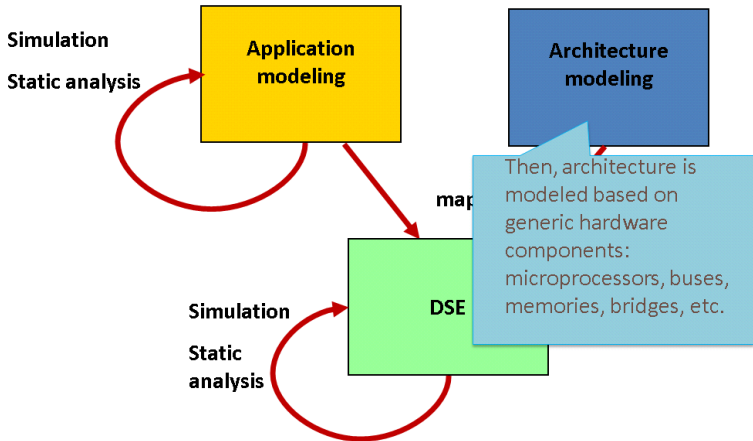 Simulation
Static analysis
Application
modeling
Architecture
modeling
Then, architecture is
modeled based on
generic hardware
components:
microprocessors, buses,
memories, bridges, etc.
map
DSE
Simulation
Static
analysis